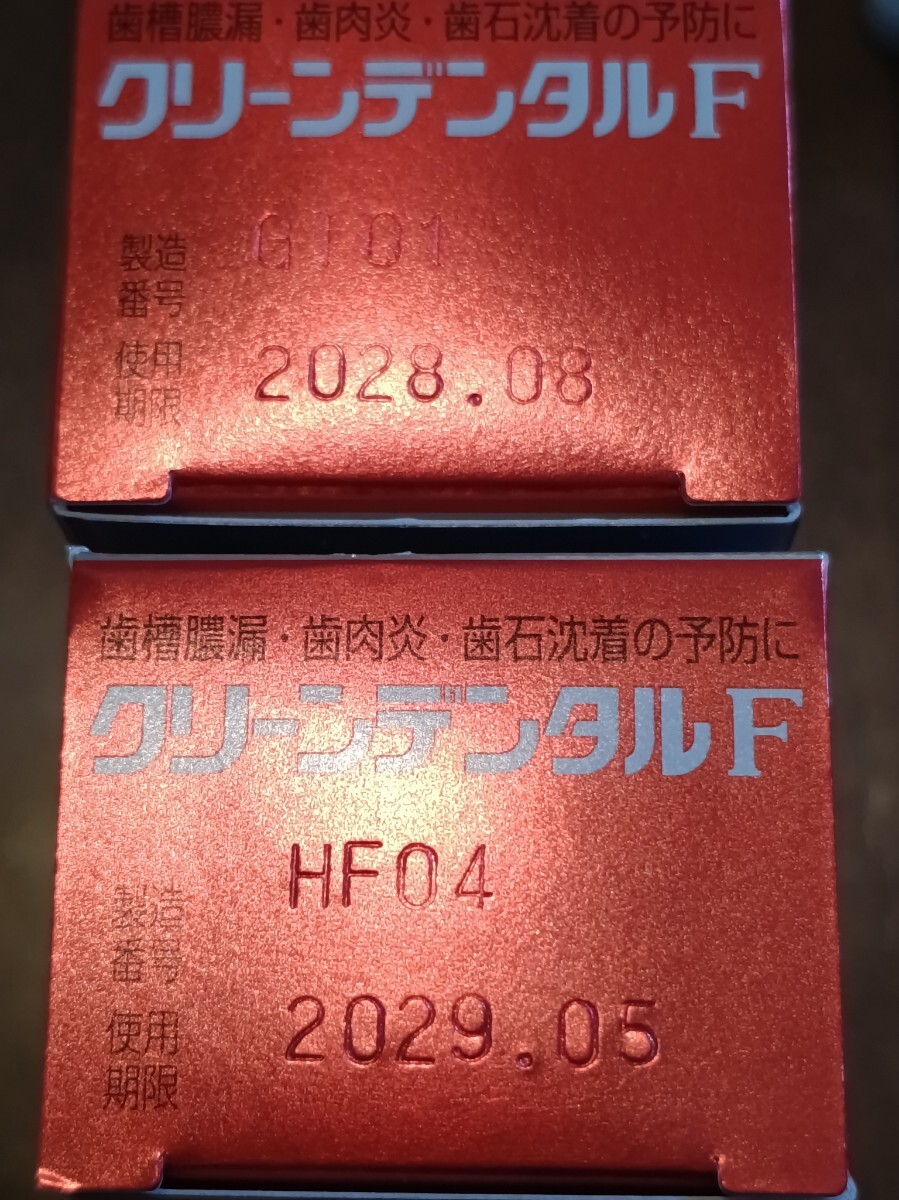 歯槽膿漏・歯肉炎・歯石沈着の予防に
クリーンデンタルF
製造番号 GI01
使用期限 2028.08
歯槽膿漏・歯肉炎・歯石沈着の予防に
クリーンデンタルF
製造番号 HF04
使用期限 2029.05